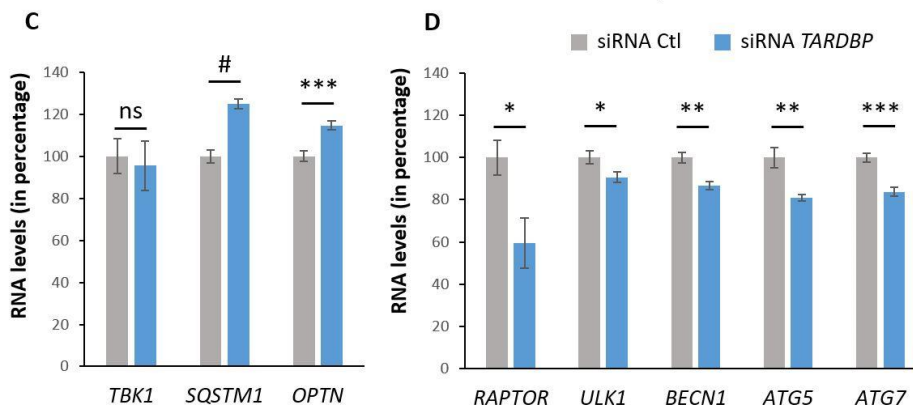 C
RNA levels (in percentage)
140
120
100
80
60
40
20
0
ns
#
***
TBK1 SQSTM1 OPTN
D
siRNA Ctl siRNA TARDBP
RNA levels (in percentage)
140
120
100
80
60
40
20
0
* * ** ** ***
RAPTOR ULK1 BECN1 ATG5 ATG7